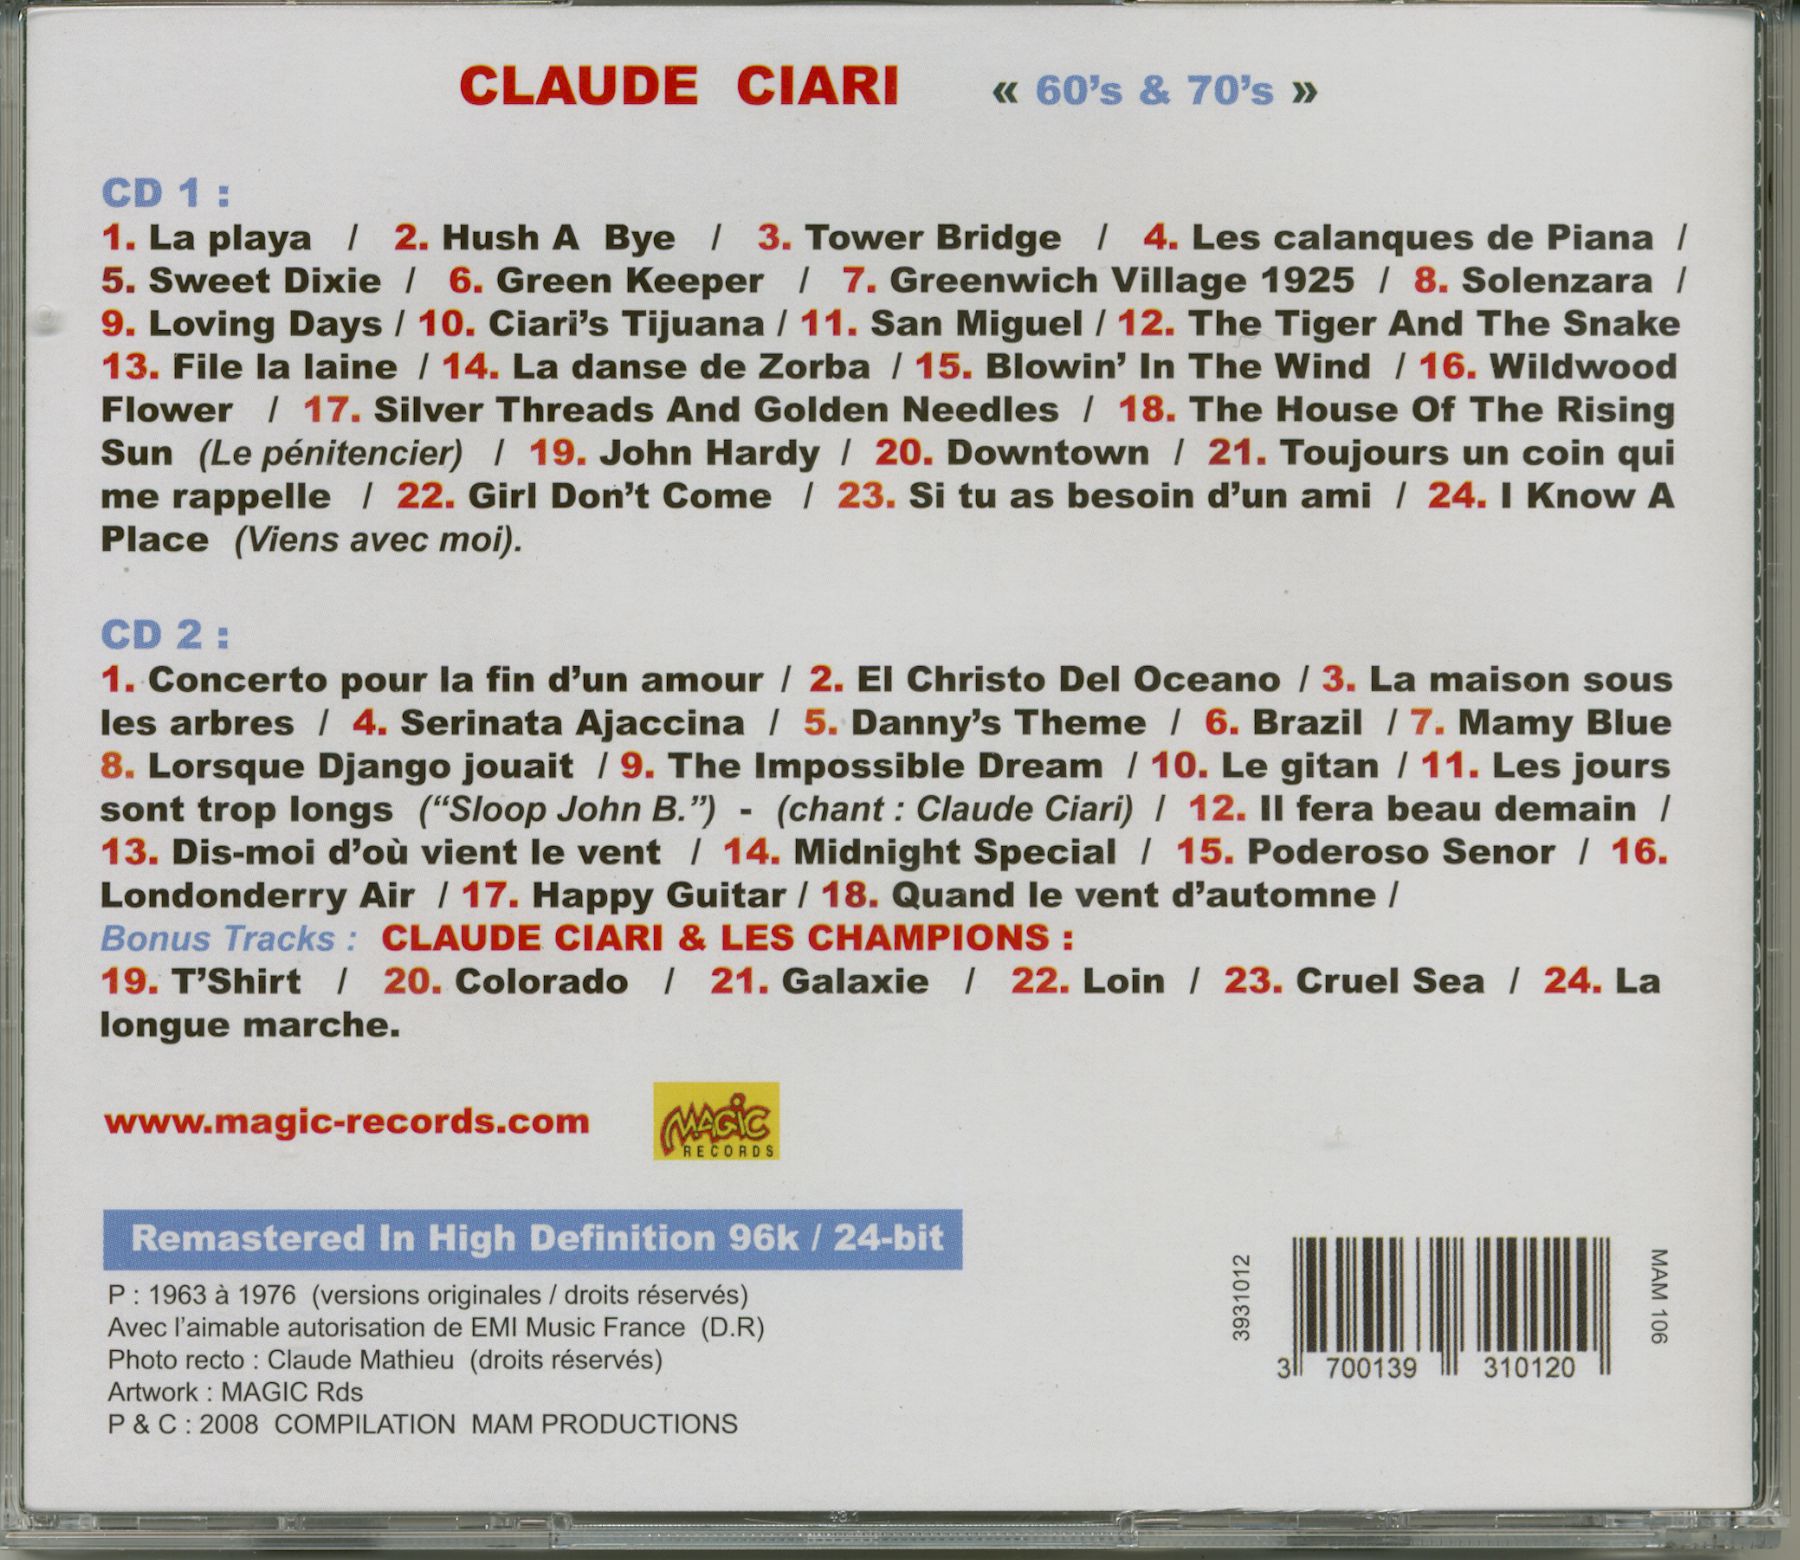 CLAUDE CIARI « 60's & 70's »
CD 1 :
1. La playa / 2. Hush A Bye / 3. Tower Bridge / 4. Les calanques de Piana /
5. Sweet Dixie / 6. Green Keeper / 7. Greenwich Village 1925 / 8. Solenzara /
9. Loving Days / 10. Ciari's Tijuana / 11. San Miguel / 12. The Tiger And The Snake
13. File la laine / 14. La danse de Zorba / 15. Blowin' In The Wind / 16. Wildwood
Flower / 17. Silver Threads And Golden Needles / 18. The House Of The Rising
Sun (Le pénitencier) / 19. John Hardy / 20. Downtown / 21. Toujours un coin qui
me rappelle / 22. Girl Don't Come / 23. Si tu as besoin d'un ami / 24. I Know A
Place (Viens avec moi).
CD 2 :
1. Concerto pour la fin d'un amour / 2. El Christo Del Oceano / 3. La maison sous
les arbres / 4. Serinata Ajaccina / 5. Danny's Theme / 6. Brazil / 7. Mamy Blue
8. Lorsque Django jouait / 9. The Impossible Dream / 10. Le gitan / 11. Les jours
sont trop longs ("Sloop John B.") - (chant : Claude Ciari) / 12. Il fera beau demain /
13. Dis-moi d'où vient le vent / 14. Midnight Special / 15. Poderoso Senor / 16.
Londonderry Air / 17. Happy Guitar / 18. Quand le vent d'automne /
Bonus Tracks : CLAUDE CIARI & LES CHAMPIONS :
19. T'Shirt / 20. Colorado / 21. Galaxie / 22. Loin / 23. Cruel Sea / 24. La
longue marche.
www.magic-records.com
MAGIC
RECORDS
Remastered In High Definition 96k / 24-bit
P : 1963 à 1976 (versions originales / droits réservés)
Avec l'aimable autorisation de EMI Music France (D.R)
Photo recto : Claude Mathieu (droits réservés)
Artwork : MAGIC Rds
P & C : 2008 COMPILATION MAM PRODUCTIONS
3931012
3 700139 310120
MAM 106